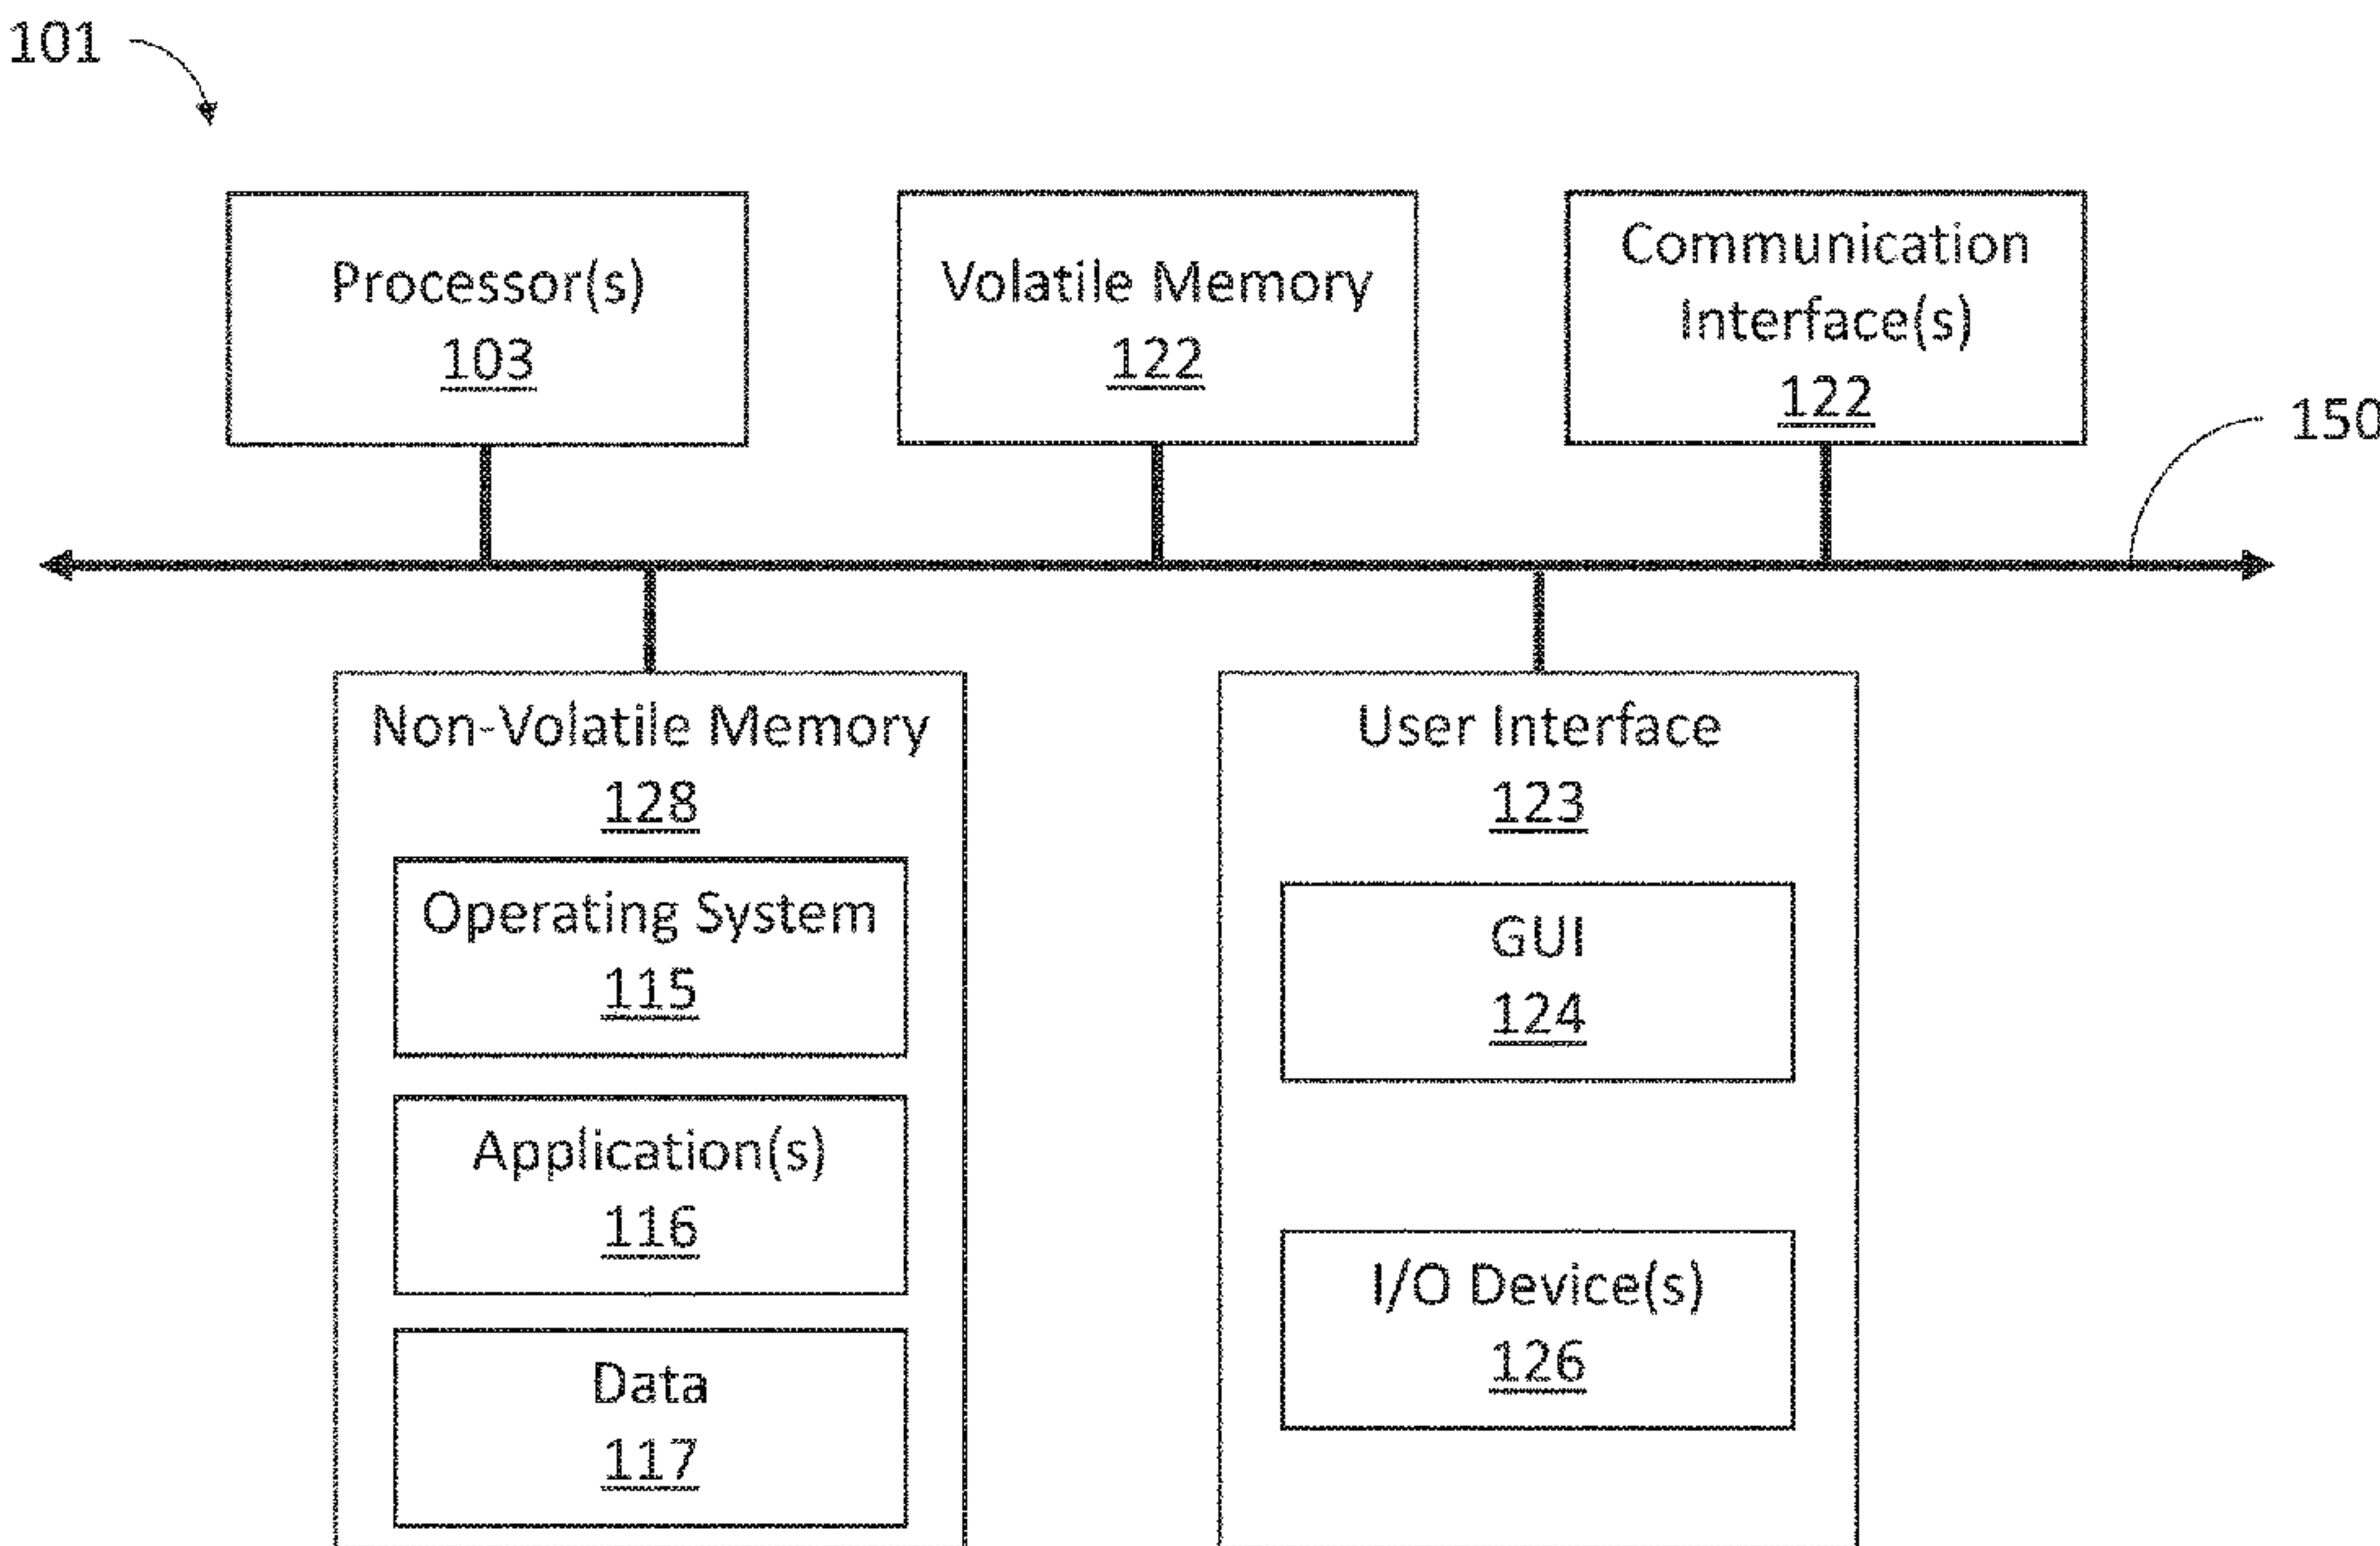 101
Processor(s)
103
Volatile Memory
122
Communication
Interface(s)
122
150
Non-Volatile Memory
128
Operating System
115
Application(s)
116
Data
117
User Interface
123
GUI
124
I/O Device(s)
126